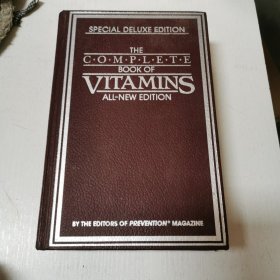 SPECIAL DELUXE EDITION
THE
C•O•M•P•L•E•T•E
BOOK OF
VITAMINS
ALL-NEW EDITION
BY THE EDITORS OF PREVENTION® MAGAZINE